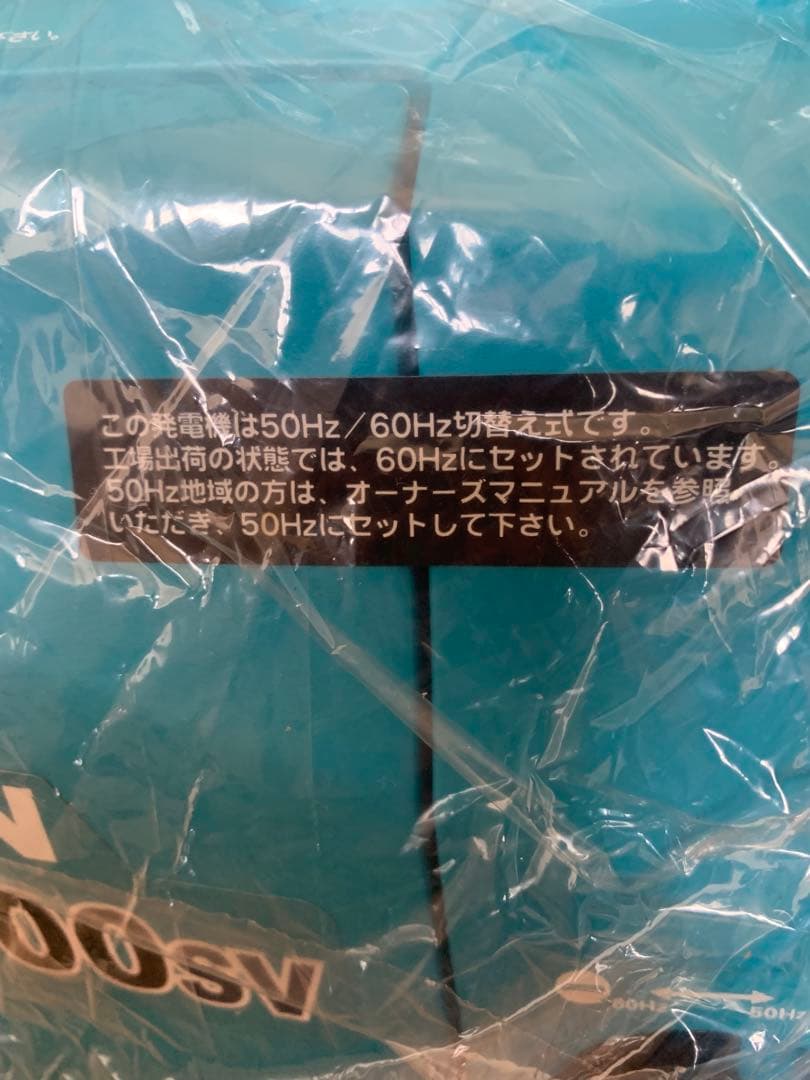 この発電機は50Hz／60Hz切替え式です。
工場出荷の状態では、60Hzにセットされています。
50Hz地域の方は、オーナーズマニュアルを参照
いただき、50Hzにセットして下さい。
N
00SV
60Hz
50Hz